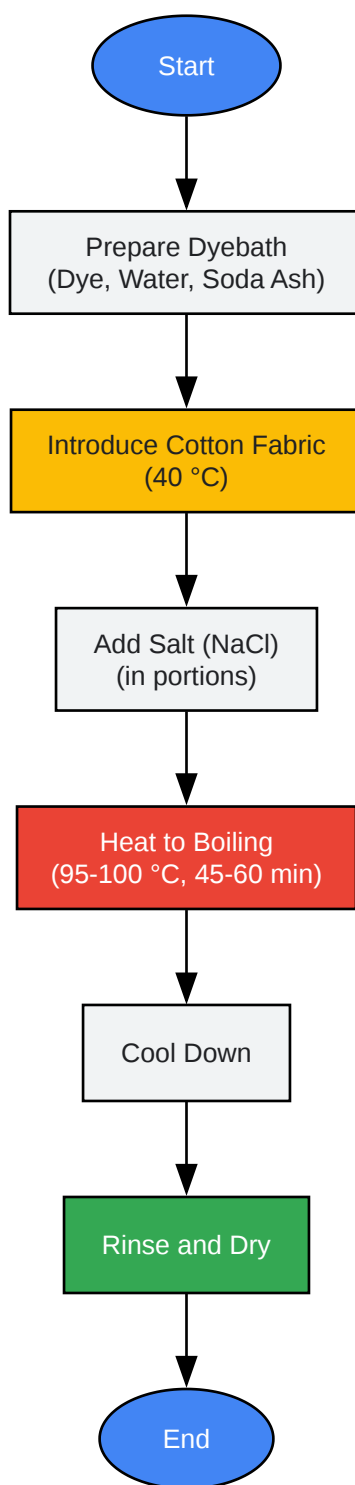 Start
Prepare Dyebath
(Dye, Water, Soda Ash)
Introduce Cotton Fabric
(40 °C)
Add Salt (NaCl)
(in portions)
Heat to Boiling
(95-100 °C, 45-60 min)
Cool Down
Rinse and Dry
End